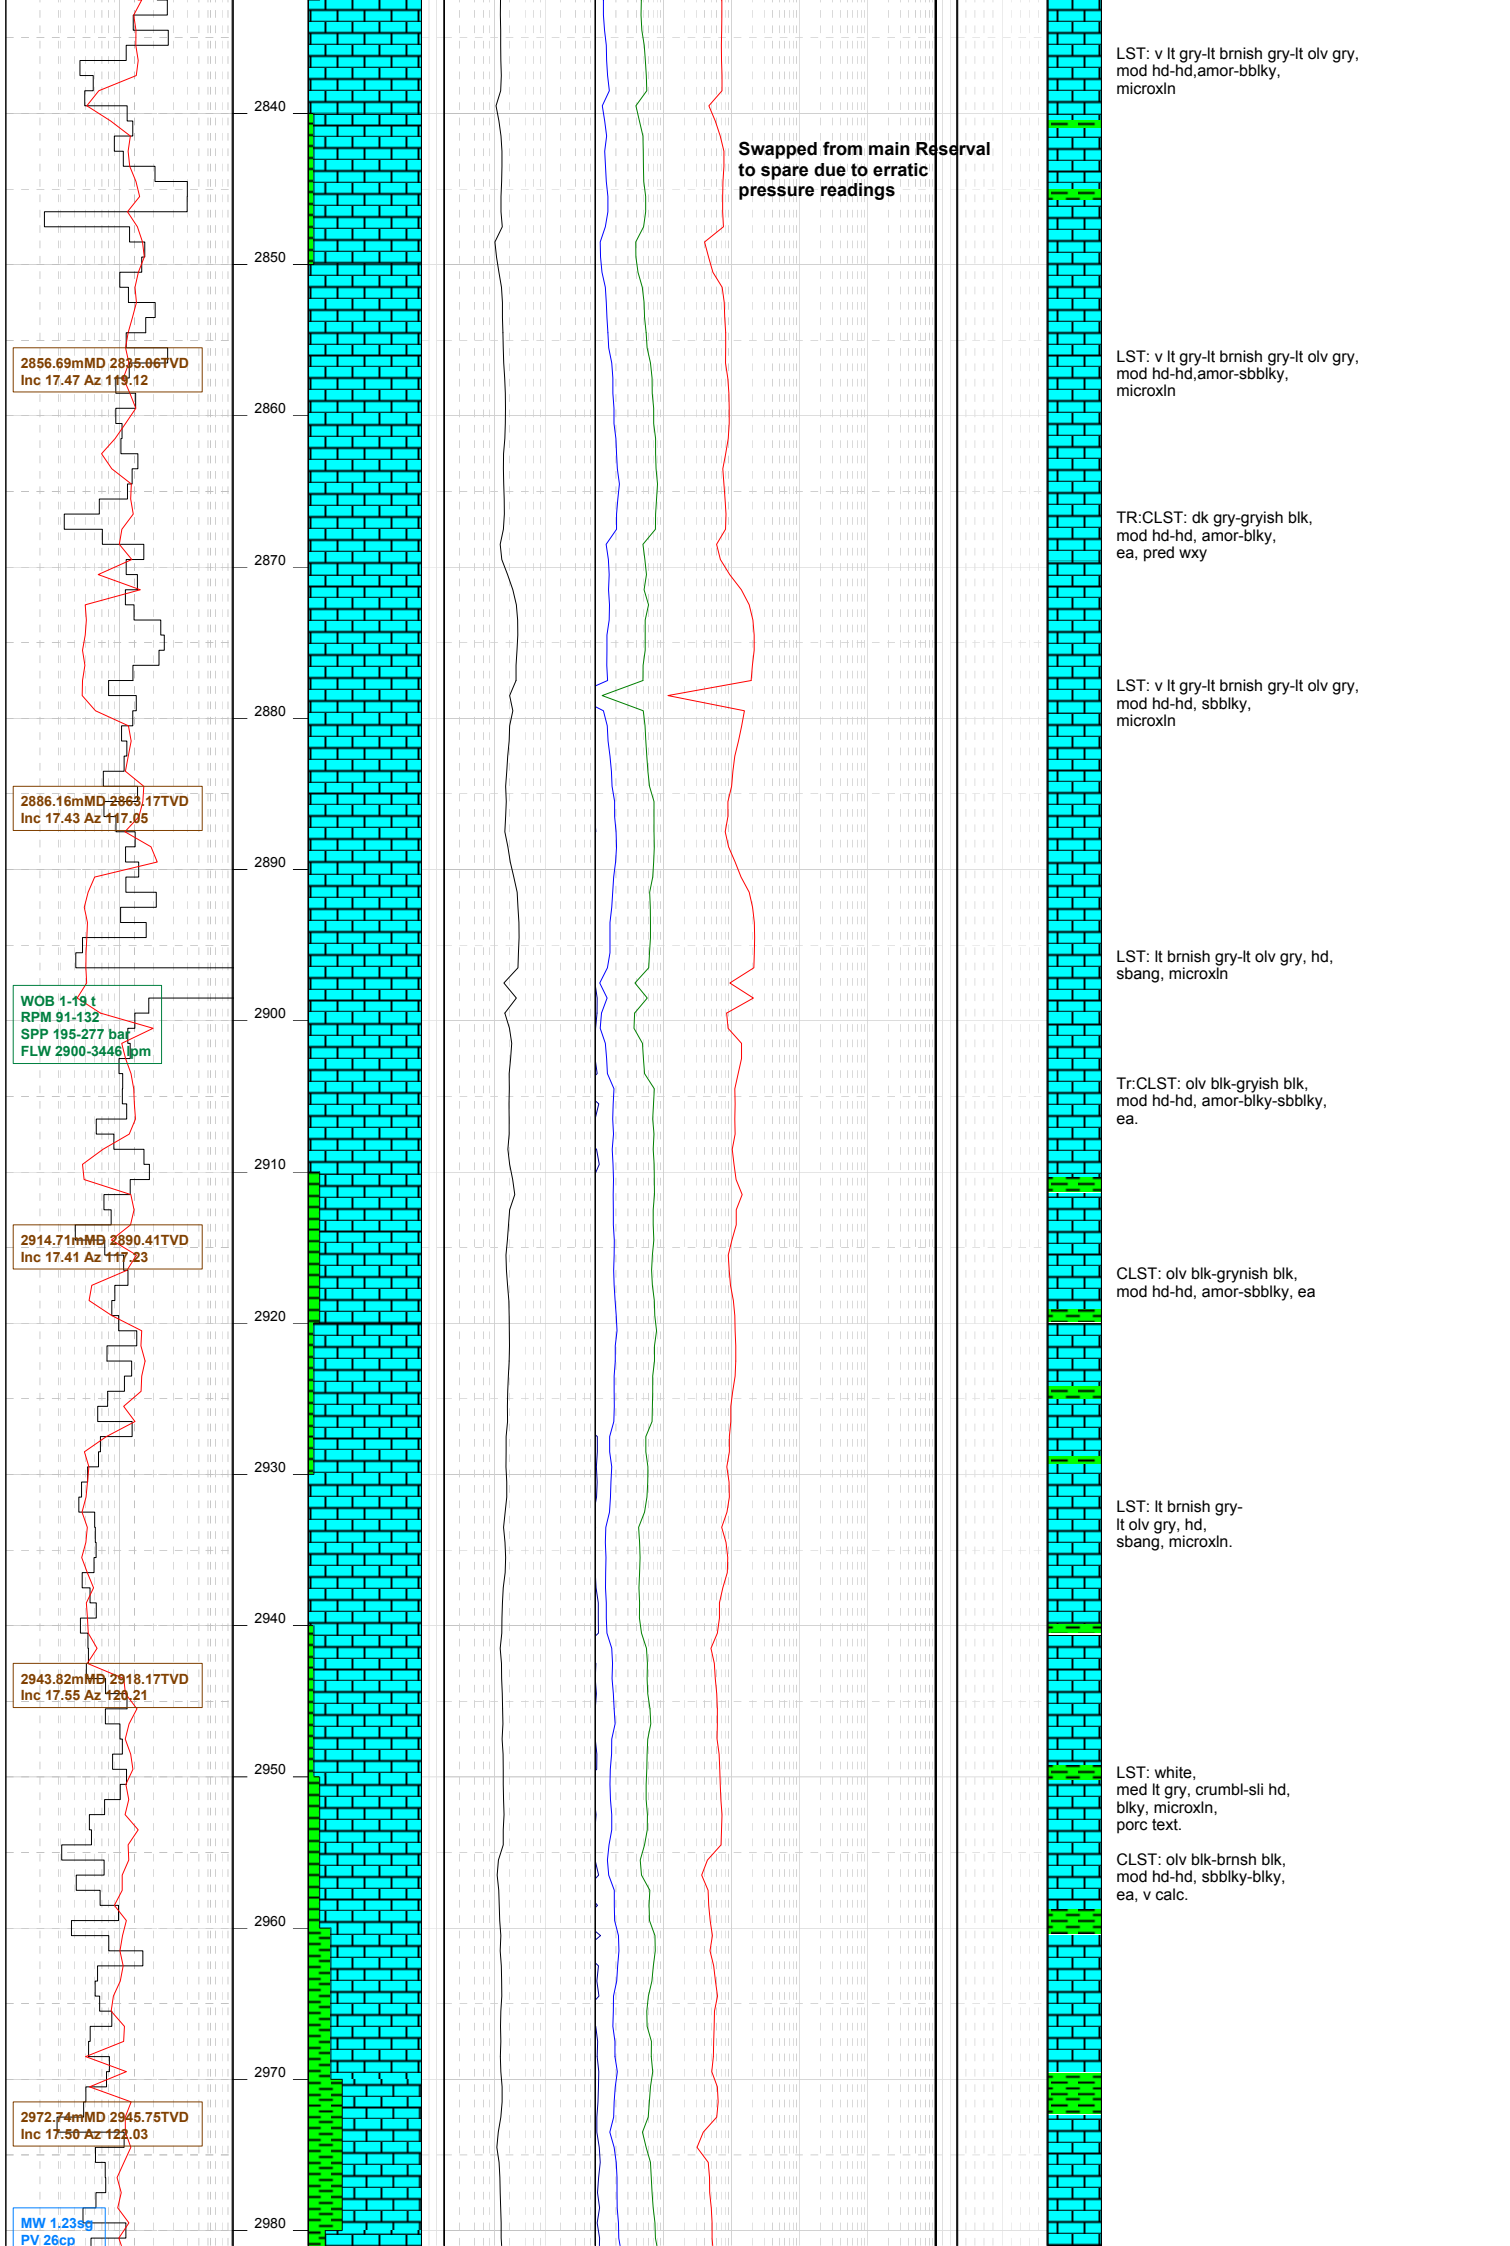 LST: v lt gry-lt brnish gry-lt olv gry,
mod hd-hd,amor-bblky,
microxln
2840
Swapped from main Reserval
to spare due to erratic
pressure readings
2850
2856.69mMD 2835.06TVD
Inc 17.47 Az 119.12
LST: v lt gry-lt brnish gry-lt olv gry,
mod hd-hd,amor-sbblky,
microxln
2860
TR:CLST: dk gry-gryish blk,
mod hd-hd, amor-blky,
ea, pred wxy
2870
LST: v lt gry-lt brnish gry-lt olv gry,
mod hd-hd, sbblky,
microxln
2880
2886.16mMD 2863.17TVD
Inc 17.43 Az 117.05
2890
LST: lt brnish gry-lt olv gry, hd,
sbang, microxln
WOB 1-19 t
RPM 91-132
SPP 195-277 bar
FLW 2900-3446 lpm
2900
Tr:CLST: olv blk-gryish blk,
mod hd-hd, amor-blky-sbblky,
ea.
2910
2914.71mMD 2890.41TVD
Inc 17.41 Az 117.23
CLST: olv blk-grynish blk,
mod hd-hd, amor-sbblky, ea
2920
2930
LST: lt brnish gry-
lt olv gry, hd,
sbang, microxln.
2940
2943.82mMD 2918.17TVD
Inc 17.55 Az 120.21
2950
LST: white,
med lt gry, crumbl-sli hd,
blky, microxln,
porc text.
CLST: olv blk-brnsh blk,
mod hd-hd, sbblky-blky,
ea, v calc.
2960
2970
2972.74mMD 2945.75TVD
Inc 17.50 Az 122.03
2980
MW 1.23sg
PV 26cp